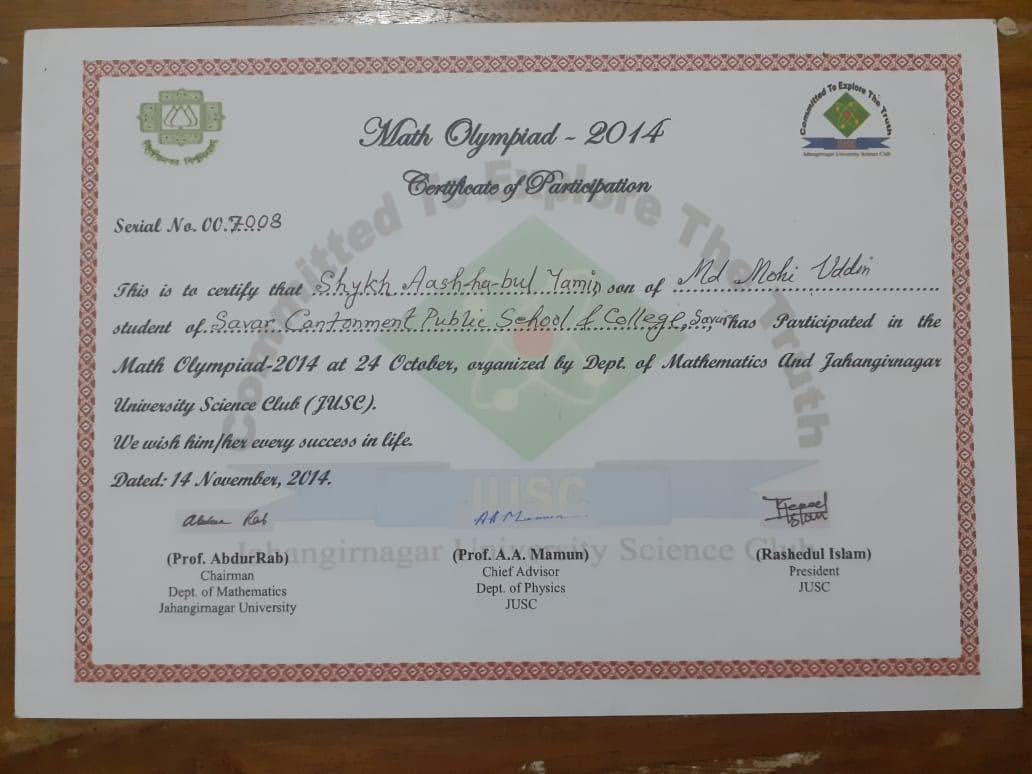 Committed To Explore The Truth
JUSC
Jahangirnagar University Science Club
Math Olympiad - 2014
Certificate of Participation
Serial No. 00.7008
This is to certify that Shykh Aash-ha-bul Yamin son of Md Mohi Uddin
student of Savar Cantonment Public School & College, Savar has Participated in the
Math Olympiad-2014 at 24 October, organized by Dept. of Mathematics And Jahangirnagar
University Science Club (JUSC).
We wish him/her every success in life.
Dated: 14 November, 2014.
Committed To Explore The Truth
JUSC
Jahangirnagar University Science Club
Abdur Rab
A A Mamun
Islam
(Prof. AbdurRab)
(Prof. A.A. Mamun)
(Rashedul Islam)
Chairman
Chief Advisor
President
Dept. of Mathematics
Dept. of Physics
JUSC
Jahangirnagar University
JUSC